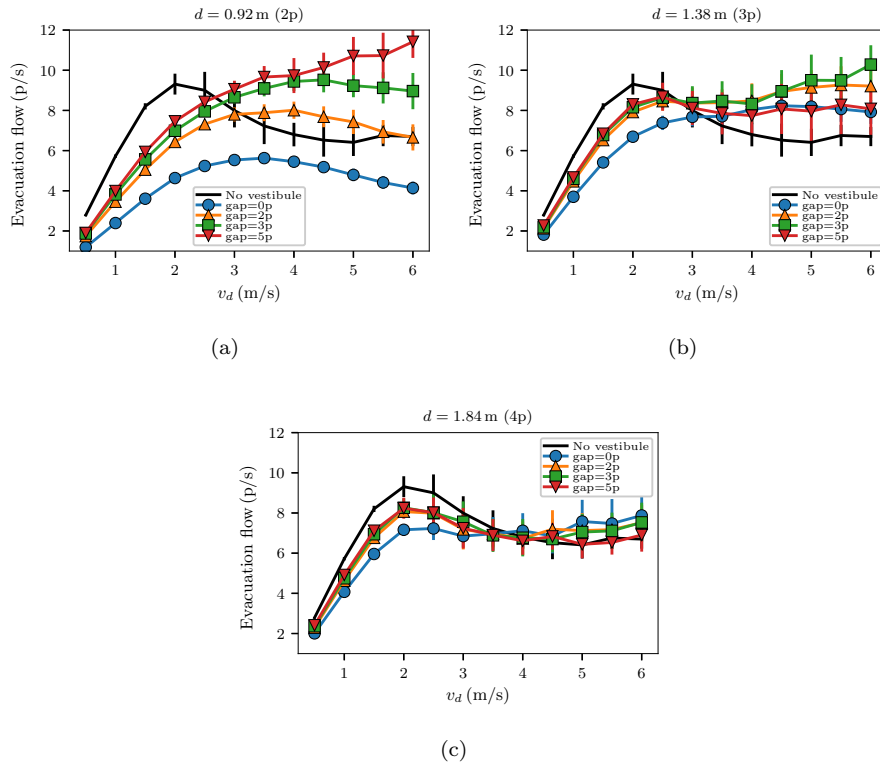 d = 0.92 m (2p)
12
10
8
6
4
2
Evacuation flow (p/s)
No vestibule
gap=0p
gap=2p
gap=3p
gap=5p
1 2 3 4 5 6
v_d (m/s)
(a)
d = 1.38 m (3p)
12
10
8
6
4
2
Evacuation flow (p/s)
No vestibule
gap=0p
gap=2p
gap=3p
gap=5p
1 2 3 4 5 6
v_d (m/s)
(b)
d = 1.84 m (4p)
12
10
8
6
4
2
Evacuation flow (p/s)
No vestibule
gap=0p
gap=2p
gap=3p
gap=5p
1 2 3 4 5 6
v_d (m/s)
(c)